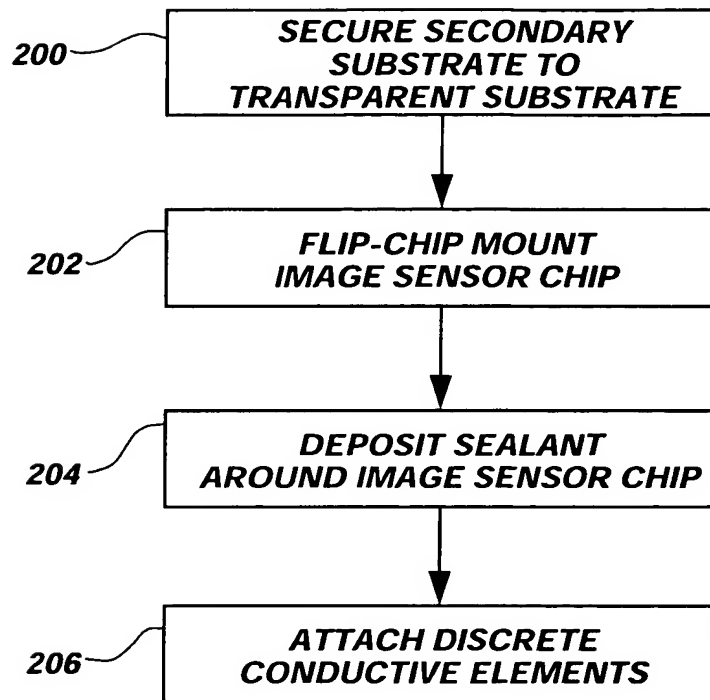 200
SECURE SECONDARY
SUBSTRATE TO
TRANSPARENT SUBSTRATE
202
FLIP-CHIP MOUNT
IMAGE SENSOR CHIP
204
DEPOSIT SEALANT
AROUND IMAGE SENSOR CHIP
206
ATTACH DISCRETE
CONDUCTIVE ELEMENTS